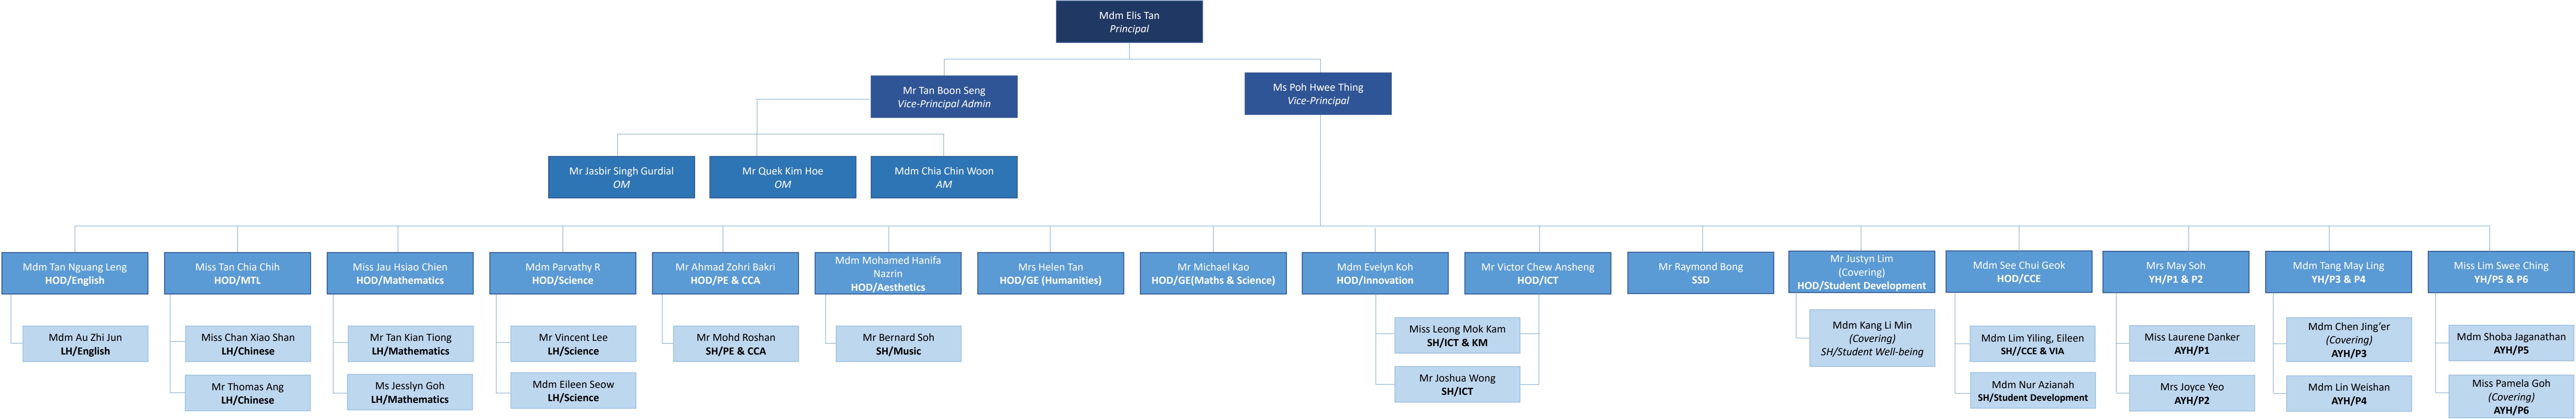 Mdm Elis Tan
Principal
Mr Tan Boon Seng
Vice-Principal Admin
Ms Poh Hwee Thing
Vice-Principal
Mr Jasbir Singh Gurdial
OM
Mr Quek Kim Hoe
OM
Mdm Chia Chin Woon
AM
Mdm Tan Nguang Leng
HOD/English
Miss Tan Chia Chih
HOD/MTL
Miss Jau Hsiao Chien
HOD/Mathematics
Mdm Parvathy R
HOD/Science
Mr Ahmad Zohri Bakri
HOD/PE & CCA
Mdm Mohamed Hanifa
Nazrin
HOD/Aesthetics
Mrs Helen Tan
HOD/GE (Humanities)
Mr Michael Kao
HOD/GE(Maths & Science)
Mdm Evelyn Koh
HOD/Innovation
Mr Victor Chew Ansheng
HOD/ICT
Mr Raymond Bong
SSD
Mr Justyn Lim
(Covering)
HOD/Student Development
Mdm See Chui Geok
HOD/CCE
Mrs May Soh
YH/P1 & P2
Mdm Tang May Ling
YH/P3 & P4
Miss Lim Swee Ching
YH/P5 & P6
Mdm Au Zhi Jun
LH/English
Miss Chan Xiao Shan
LH/Chinese
Mr Thomas Ang
LH/Chinese
Mr Tan Kian Tiong
LH/Mathematics
Ms Jesslyn Goh
LH/Mathematics
Mr Vincent Lee
LH/Science
Mdm Eileen Seow
LH/Science
Mr Mohd Roshan
SH/PE & CCA
Mr Bernard Soh
SH/Music
Miss Leong Mok Kam
SH/ICT & KM
Mr Joshua Wong
SH/ICT
Mdm Kang Li Min
(Covering)
SH/Student Well-being
Mdm Lim Yiling, Eileen
SH//CCE & VIA
Mdm Nur Azianah
SH/Student Development
Miss Laurene Danker
AYH/P1
Mrs Joyce Yeo
AYH/P2
Mdm Chen Jing’er
(Covering)
AYH/P3
Mdm Lin Weishan
AYH/P4
Mdm Shoba Jaganathan
AYH/P5
Miss Pamela Goh
(Covering)
AYH/P6